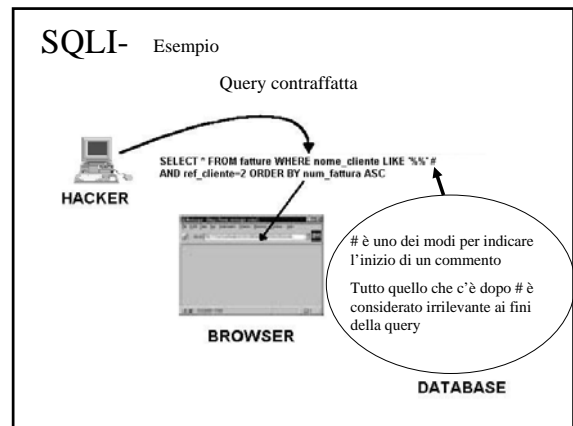 SQLI- Esempio
Query contraffatta
SELECT * FROM fatture WHERE nome_cliente LIKE '%%'#
AND ref_cliente=2 ORDER BY num_fattura ASC
HACKER
# è uno dei modi per indicare
l'inizio di un commento
Tutto quello che c'è dopo # è
considerato irrilevante ai fini
della query
BROWSER
DATABASE